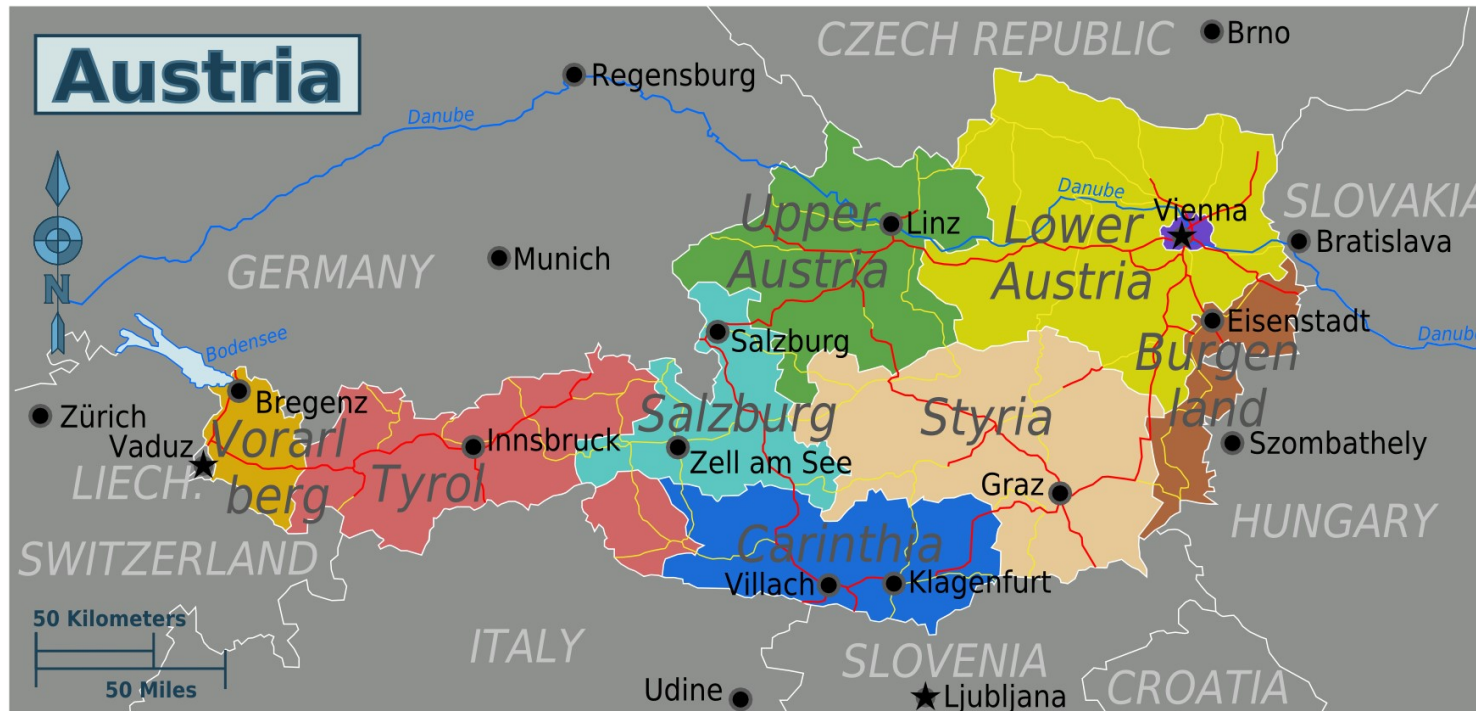 Austria
CZECH REPUBLIC
Brno
Regensburg
Danube
Danube
Vienna
SLOVAKIA
Upper
Austria
Linz
Lower
Austria
Bratislava
GERMANY
Munich
N
Bodensee
Salzburg
Eisenstadt
Danube
Burgen
land
Zürich
Bregenz
Vaduz
Vorarl
berg
LIECH.
Innsbruck
Tyrol
Salzburg
Zell am See
Styria
Graz
Szombathely
HUNGARY
SWITZERLAND
Carinthia
Villach
Klagenfurt
50 Kilometers
50 Miles
ITALY
SLOVENIA
CROATIA
Udine
Ljubljana